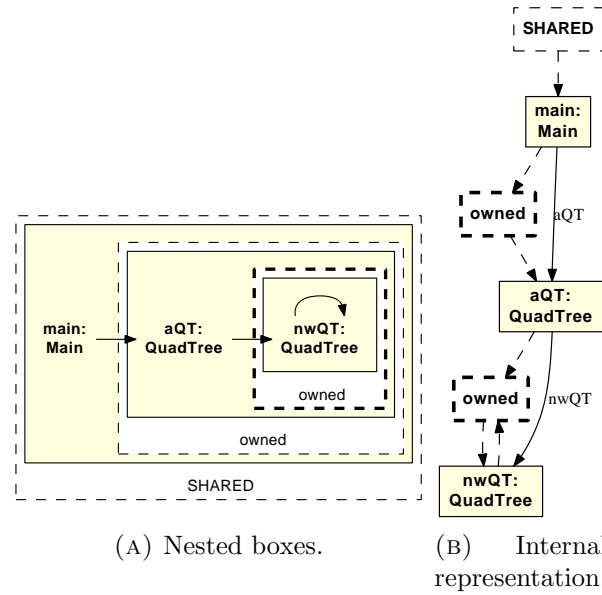 SHARED
main:
Main
owned
aQT
aQT:
QuadTree
owned
nwQT
nwQT:
QuadTree
main:
Main
aQT:
QuadTree
nwQT:
QuadTree
owned
owned
SHARED
(A) Nested boxes.
(B) Internal
representation